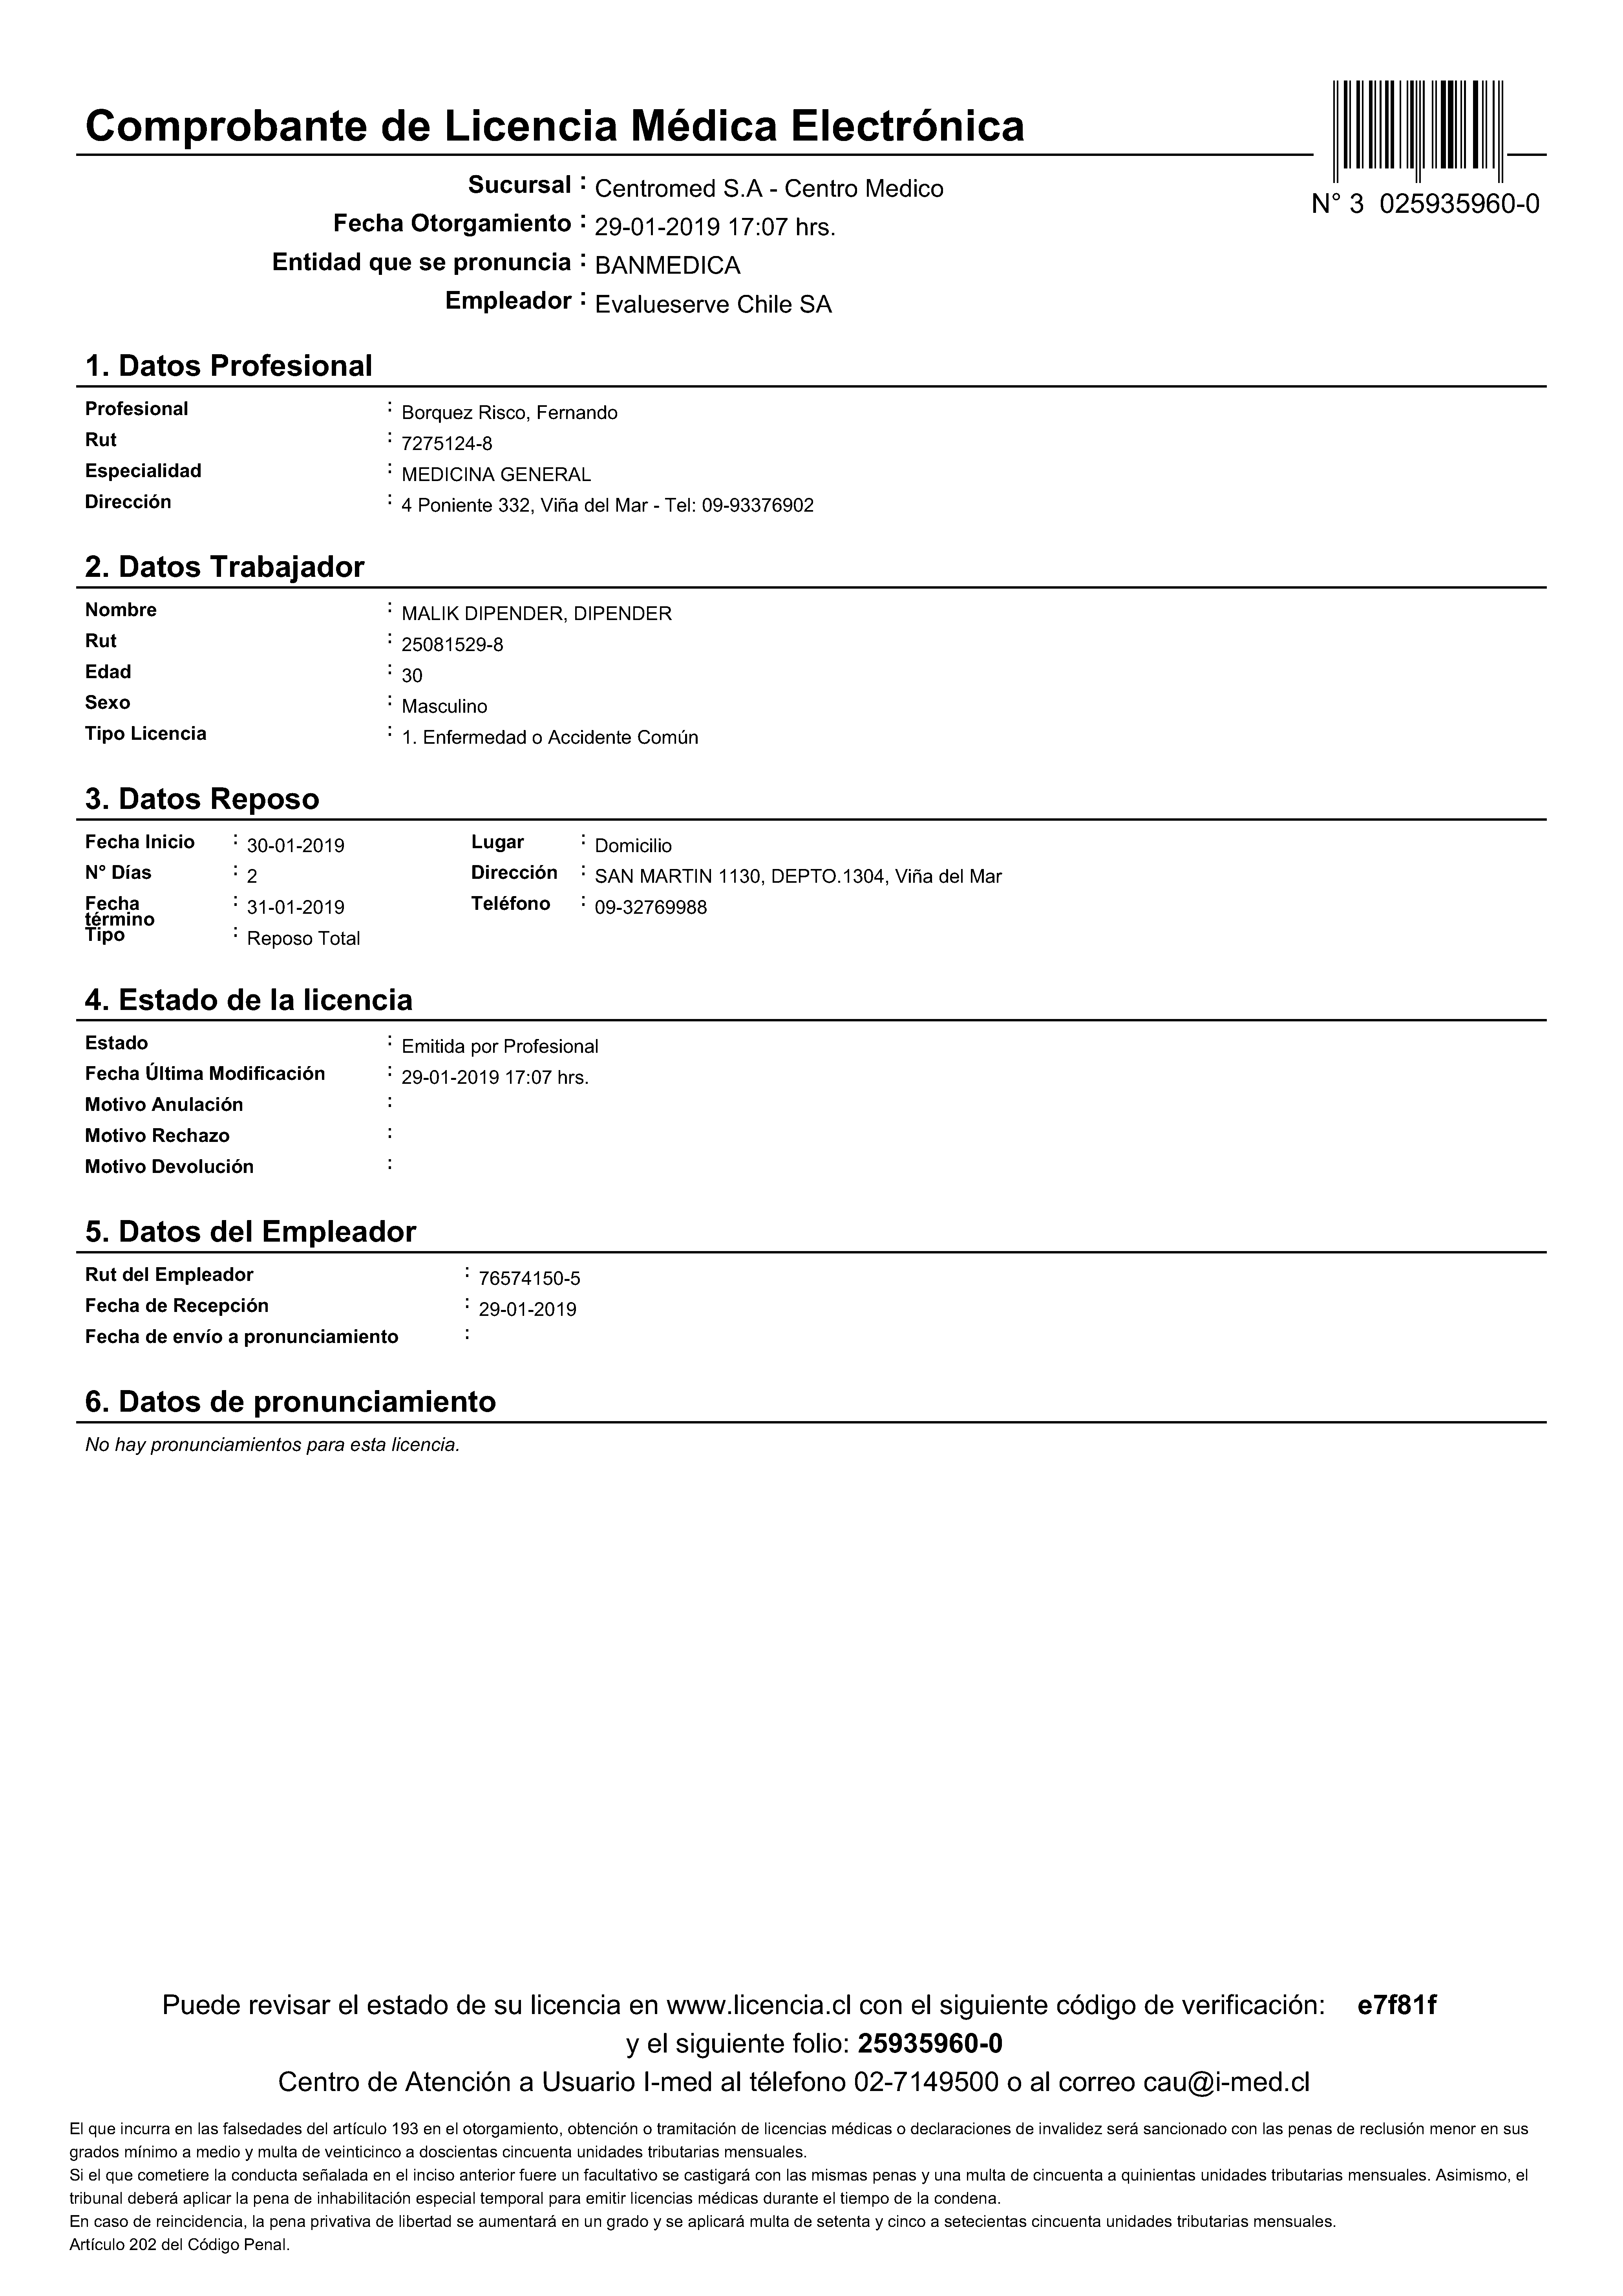 Comprobante de Licencia Médica Electrónica
N° 3 025935960-0
Sucursal : Centromed S.A - Centro Medico
Fecha Otorgamiento : 29-01-2019 17:07 hrs.
Entidad que se pronuncia : BANMEDICA
Empleador : Evalueserve Chile SA
1. Datos Profesional
Profesional : Borquez Risco, Fernando
Rut : 7275124-8
Especialidad : MEDICINA GENERAL
Dirección : 4 Poniente 332, Viña del Mar - Tel: 09-93376902
2. Datos Trabajador
Nombre : MALIK DIPENDER, DIPENDER
Rut : 25081529-8
Edad : 30
Sexo : Masculino
Tipo Licencia : 1. Enfermedad o Accidente Común
3. Datos Reposo
Fecha Inicio : 30-01-2019 Lugar : Domicilio
N° Días : 2 Dirección : SAN MARTIN 1130, DEPTO.1304, Viña del Mar
Fecha término : 31-01-2019 Teléfono : 09-32769988
Tipo : Reposo Total
4. Estado de la licencia
Estado : Emitida por Profesional
Fecha Última Modificación : 29-01-2019 17:07 hrs.
Motivo Anulación :
Motivo Rechazo :
Motivo Devolución :
5. Datos del Empleador
Rut del Empleador : 76574150-5
Fecha de Recepción : 29-01-2019
Fecha de envío a pronunciamiento :
6. Datos de pronunciamiento
No hay pronunciamientos para esta licencia.
Puede revisar el estado de su licencia en www.licencia.cl con el siguiente código de verificación: e7f81f
y el siguiente folio: 25935960-0
Centro de Atención a Usuario I-med al télefono 02-7149500 o al correo cau@i-med.cl
El que incurra en las falsedades del artículo 193 en el otorgamiento, obtención o tramitación de licencias médicas o declaraciones de invalidez será sancionado con las penas de reclusión menor en sus
grados mínimo a medio y multa de veinticinco a doscientas cincuenta unidades tributarias mensuales.
Si el que cometiere la conducta señalada en el inciso anterior fuere un facultativo se castigará con las mismas penas y una multa de cincuenta a quinientas unidades tributarias mensuales. Asimismo, el
tribunal deberá aplicar la pena de inhabilitación especial temporal para emitir licencias médicas durante el tiempo de la condena.
En caso de reincidencia, la pena privativa de libertad se aumentará en un grado y se aplicará multa de setenta y cinco a setecientas cincuenta unidades tributarias mensuales.
Artículo 202 del Código Penal.